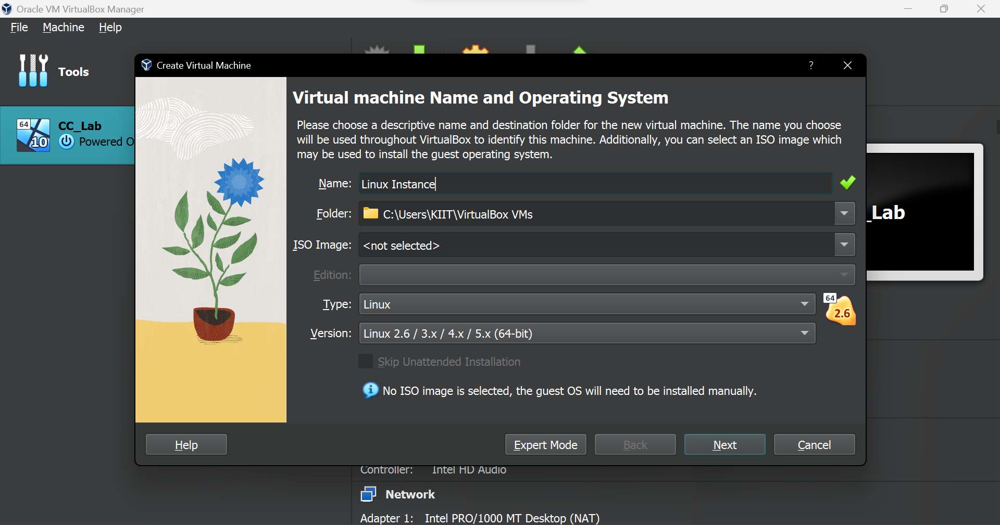 Oracle VM VirtualBox Manager
File Machine Help
Tools
64 10
CC_Lab
Powered O
Create Virtual Machine ?
Virtual machine Name and Operating System
Please choose a descriptive name and destination folder for the new virtual machine. The name you choose
will be used throughout VirtualBox to identify this machine. Additionally, you can select an ISO image which
may be used to install the guest operating system.
Name: Linux Instance
Folder: C:\Users\KIIT\VirtualBox VMs
_Lab
ISO Image: <not selected>
Edition:
Type: Linux
64 2.6
Version: Linux 2.6 / 3.x / 4.x / 5.x (64-bit)
Skip Unattended Installation
No ISO image is selected, the guest OS will need to be installed manually.
Help Expert Mode Back Next Cancel
Controller: Intel HD Audio
Network
Adapter 1: Intel PRO/1000 MT Desktop (NAT)